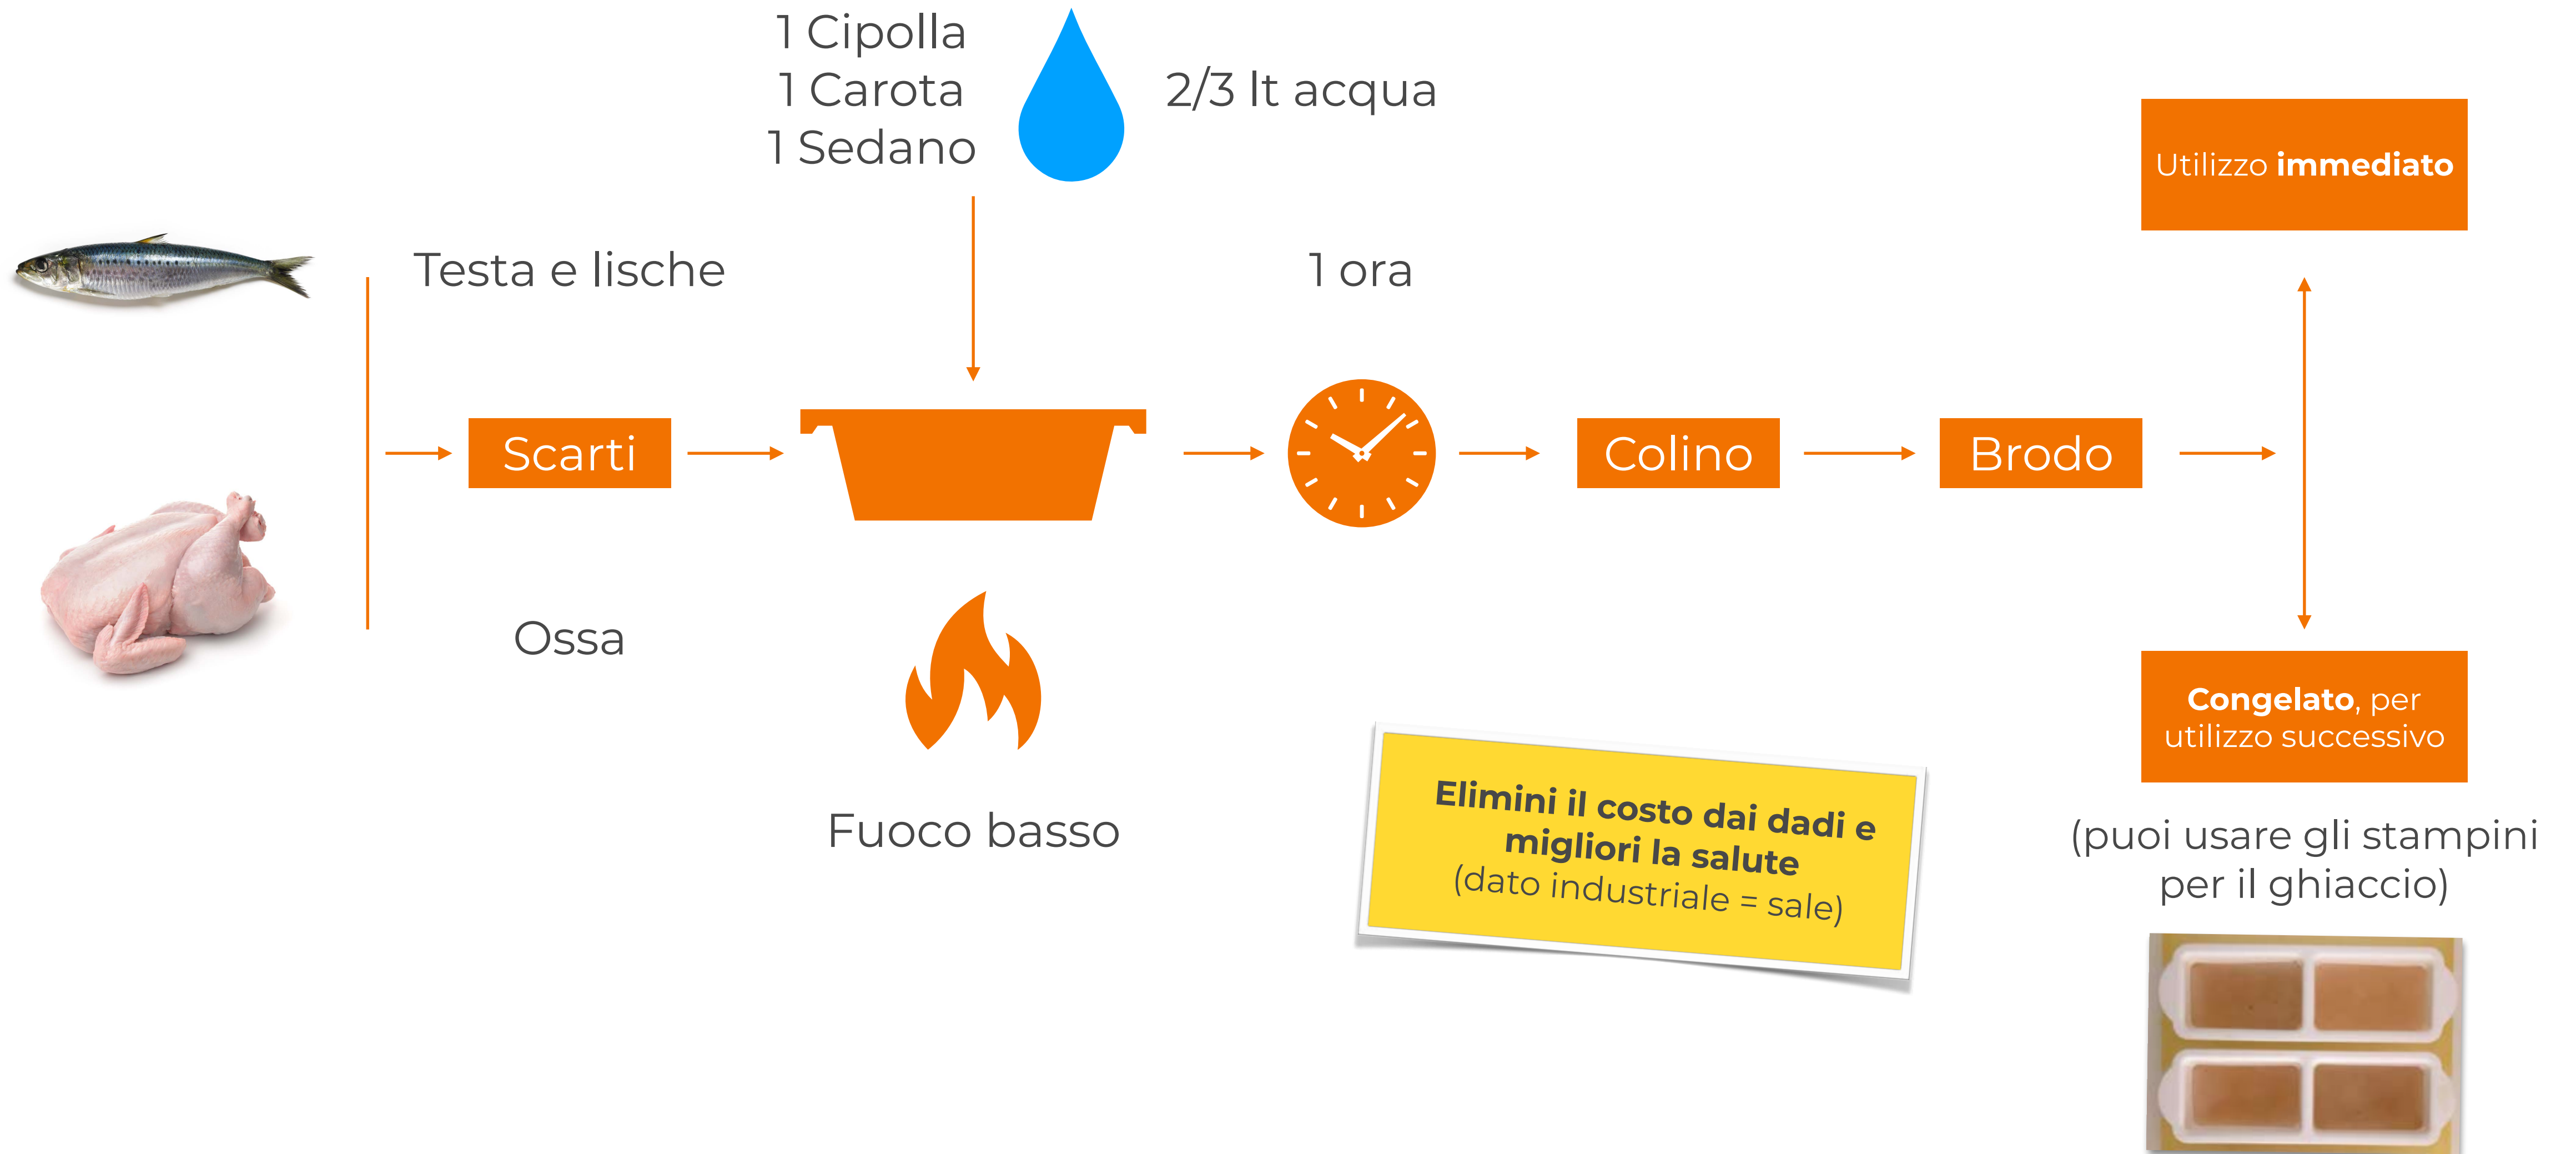 1 Cipolla
1 Carota
1 Sedano
2/3 lt acqua
Utilizzo immediato
Testa e lische
1 ora
Scarti
Colino
Brodo
Ossa
Fuoco basso
Elimini il costo dai dadi e
migliori la salute
(dato industriale = sale)
Congelato, per
utilizzo successivo
(puoi usare gli stampini
per il ghiaccio)